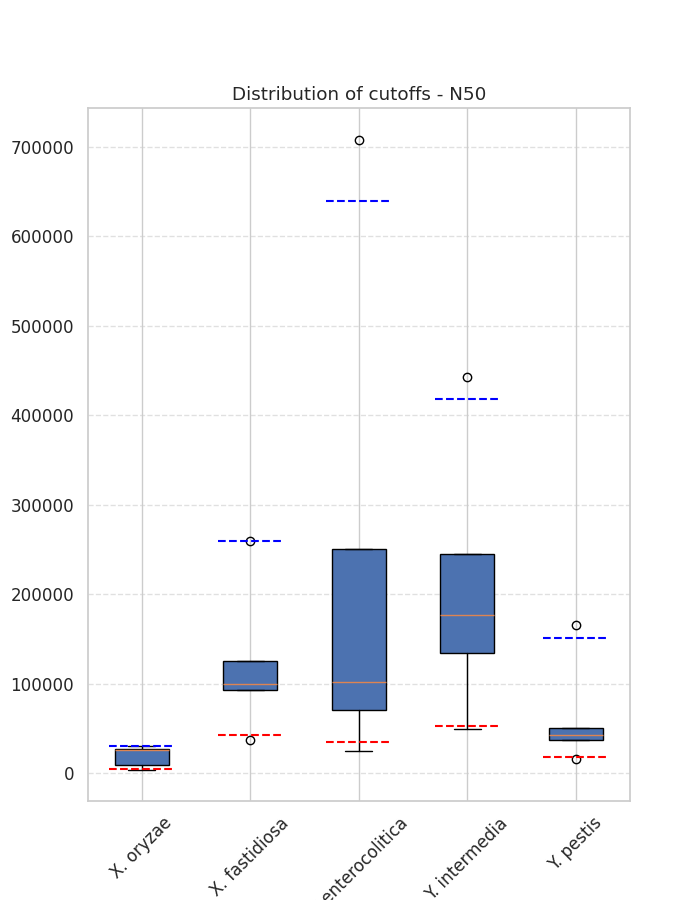 Distribution of cutoffs - N50
700000
600000
500000
400000
300000
200000
100000
0
X. oryzae
X. fastidiosa
enterocolitica
Y. intermedia
Y. pestis